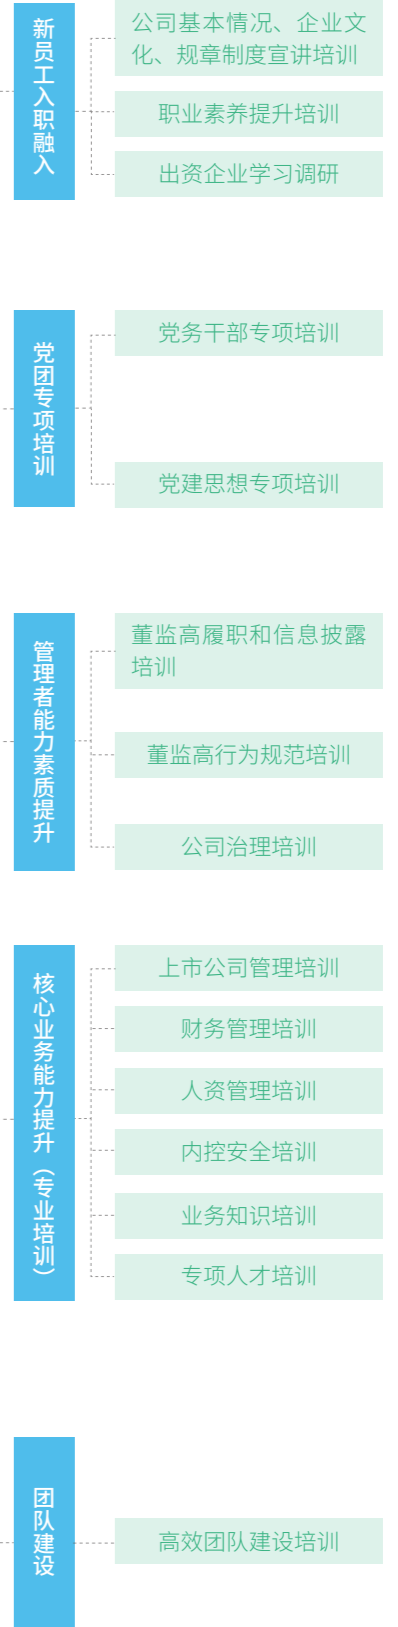 新员工入职融入
公司基本情况、企业文
化、规章制度宣讲培训
职业素养提升培训
出资企业学习调研
党团专项培训
党务干部专项培训
党建思想专项培训
管理者能力素质提升
董监高履职和信息披露
培训
董监高行为规范培训
公司治理培训
核心业务能力提升（专业培训）
上市公司管理培训
财务管理培训
人资管理培训
内控安全培训
业务知识培训
专项人才培训
团队建设
高效团队建设培训